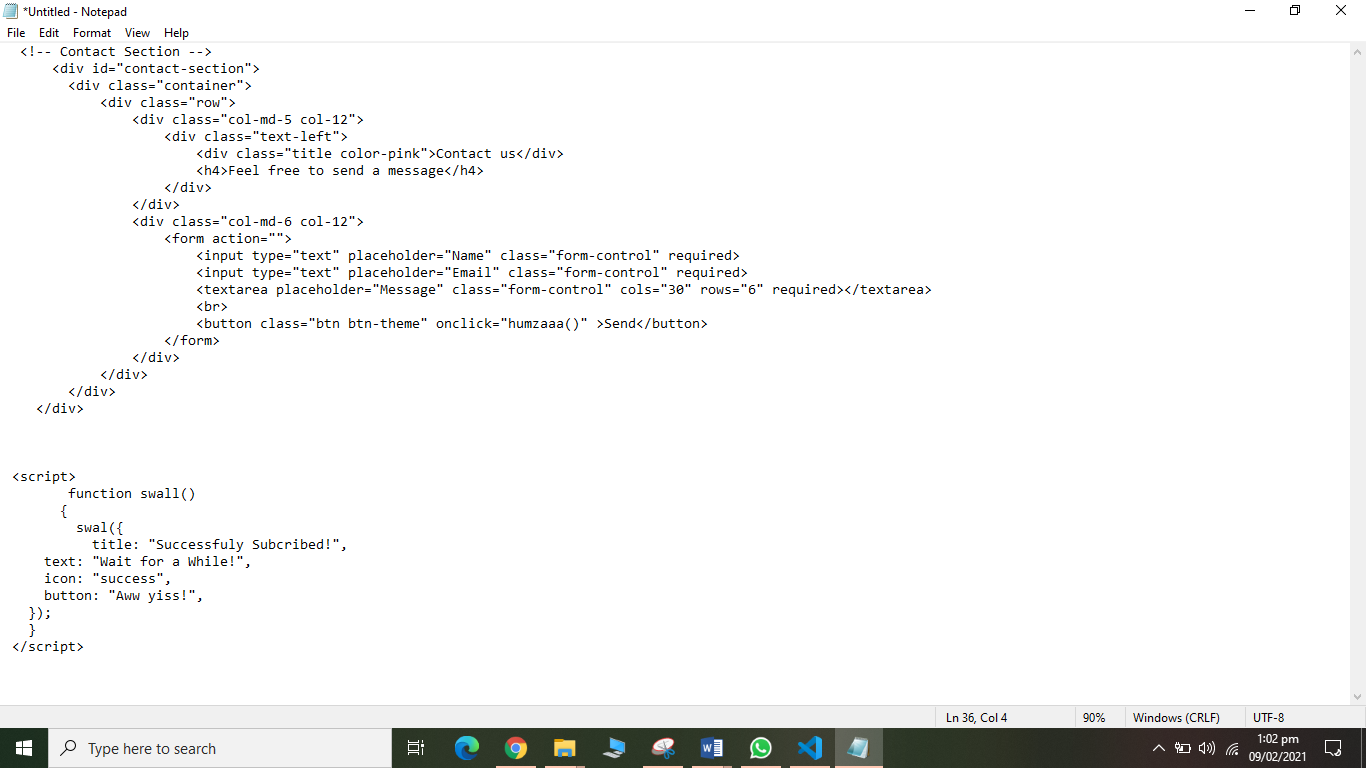 *Untitled - Notepad
File Edit Format View Help
<!-- Contact Section -->
<div id="contact-section">
<div class="container">
<div class="row">
<div class="col-md-5 col-12">
<div class="text-left">
<div class="title color-pink">Contact us</div>
<h4>Feel free to send a message</h4>
</div>
</div>
<div class="col-md-6 col-12">
<form action="">
<input type="text" placeholder="Name" class="form-control" required>
<input type="text" placeholder="Email" class="form-control" required>
<textarea placeholder="Message" class="form-control" cols="30" rows="6" required></textarea>
<br>
<button class="btn btn-theme" onclick="humzaaa()" >Send</button>
</form>
</div>
</div>
</div>
</div>
<script>
function swall()
{
swal({
title: "Successfuly Subcribed!",
text: "Wait for a While!",
icon: "success",
button: "Aww yiss!",
});
}
</script>
Ln 36, Col 4 90% Windows (CRLF) UTF-8
Type here to search
1:02 pm
09/02/2021